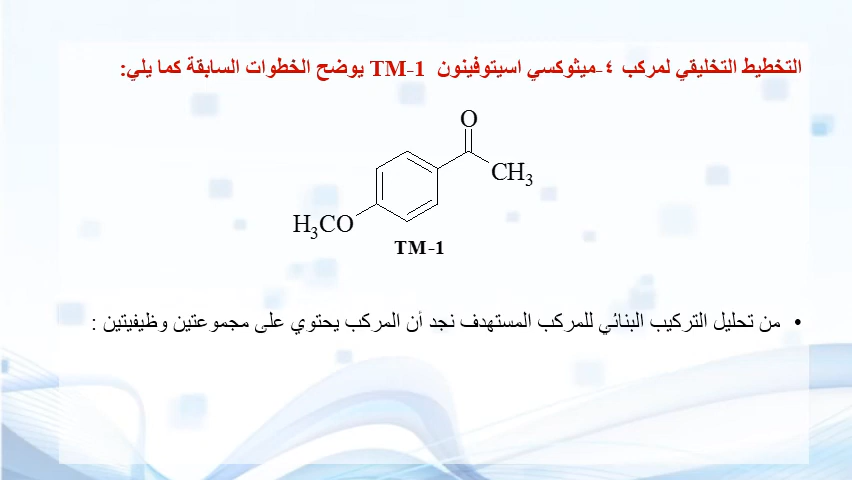 التخطيط التخليقي لمركب ٤-ميثوكسي اسيتوفينون TM-1 يوضح الخطوات السابقة كما يلي:
O
CH3
H3CO
TM-1
• من تحليل التركيب البنائي للمركب المستهدف نجد أن المركب يحتوي على مجموعتين وظيفيتين :